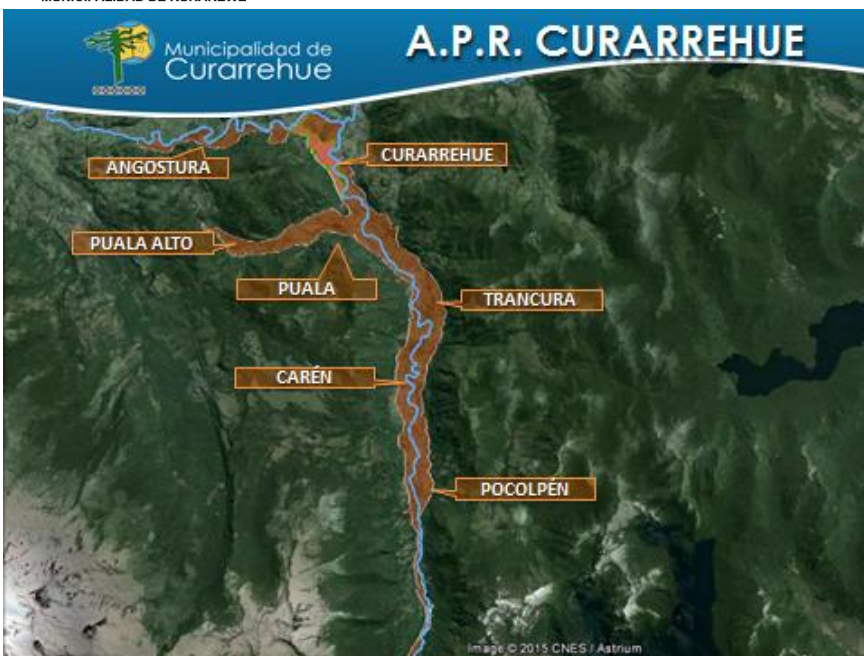 Municipalidad de
Curarrehue
A.P.R. CURARREHUE
ANGOSTURA
CURARREHUE
PUALA ALTO
PUALA
TRANCURA
CARÉN
POCOLPÉN
Image © 2015 CNES / Astrium